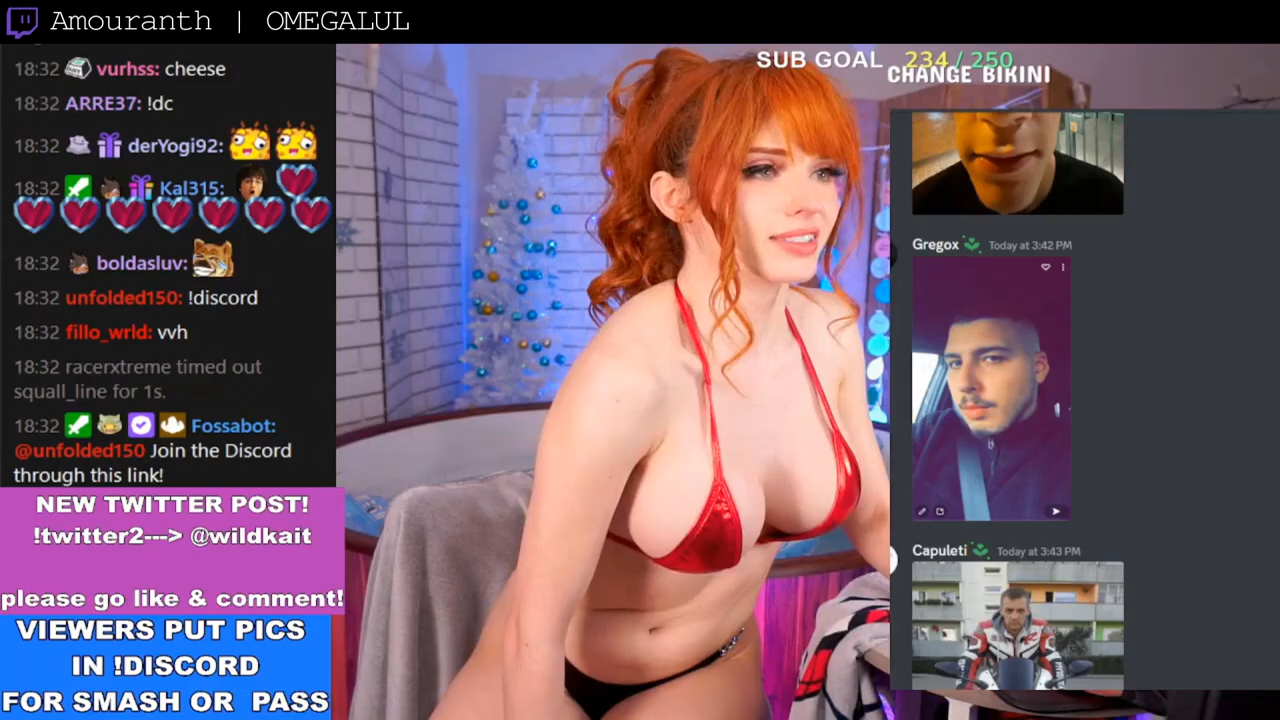 Amouranth | OMEGALUL
18:32 vurhss: cheese
18:32 ARRE37: !dc
18:32 derYogi92:
18:32 Kal315:
18:32 boldasluv:
18:32 unfolded150: !discord
18:32 fillo_wrld: vvh
18:32 racerxtreme timed out
squall_line for 1s.
18:32 Fossabot:
@unfolded150 Join the Discord
through this link!
NEW TWITTER POST!
!twitter2---> @wildkait
please go like & comment!
VIEWERS PUT PICS
IN !DISCORD
FOR SMASH OR PASS
SUB GOAL 234 / 250
CHANGE BIKINI
Gregox Today at 3:42 PM
Capuleti Today at 3:43 PM